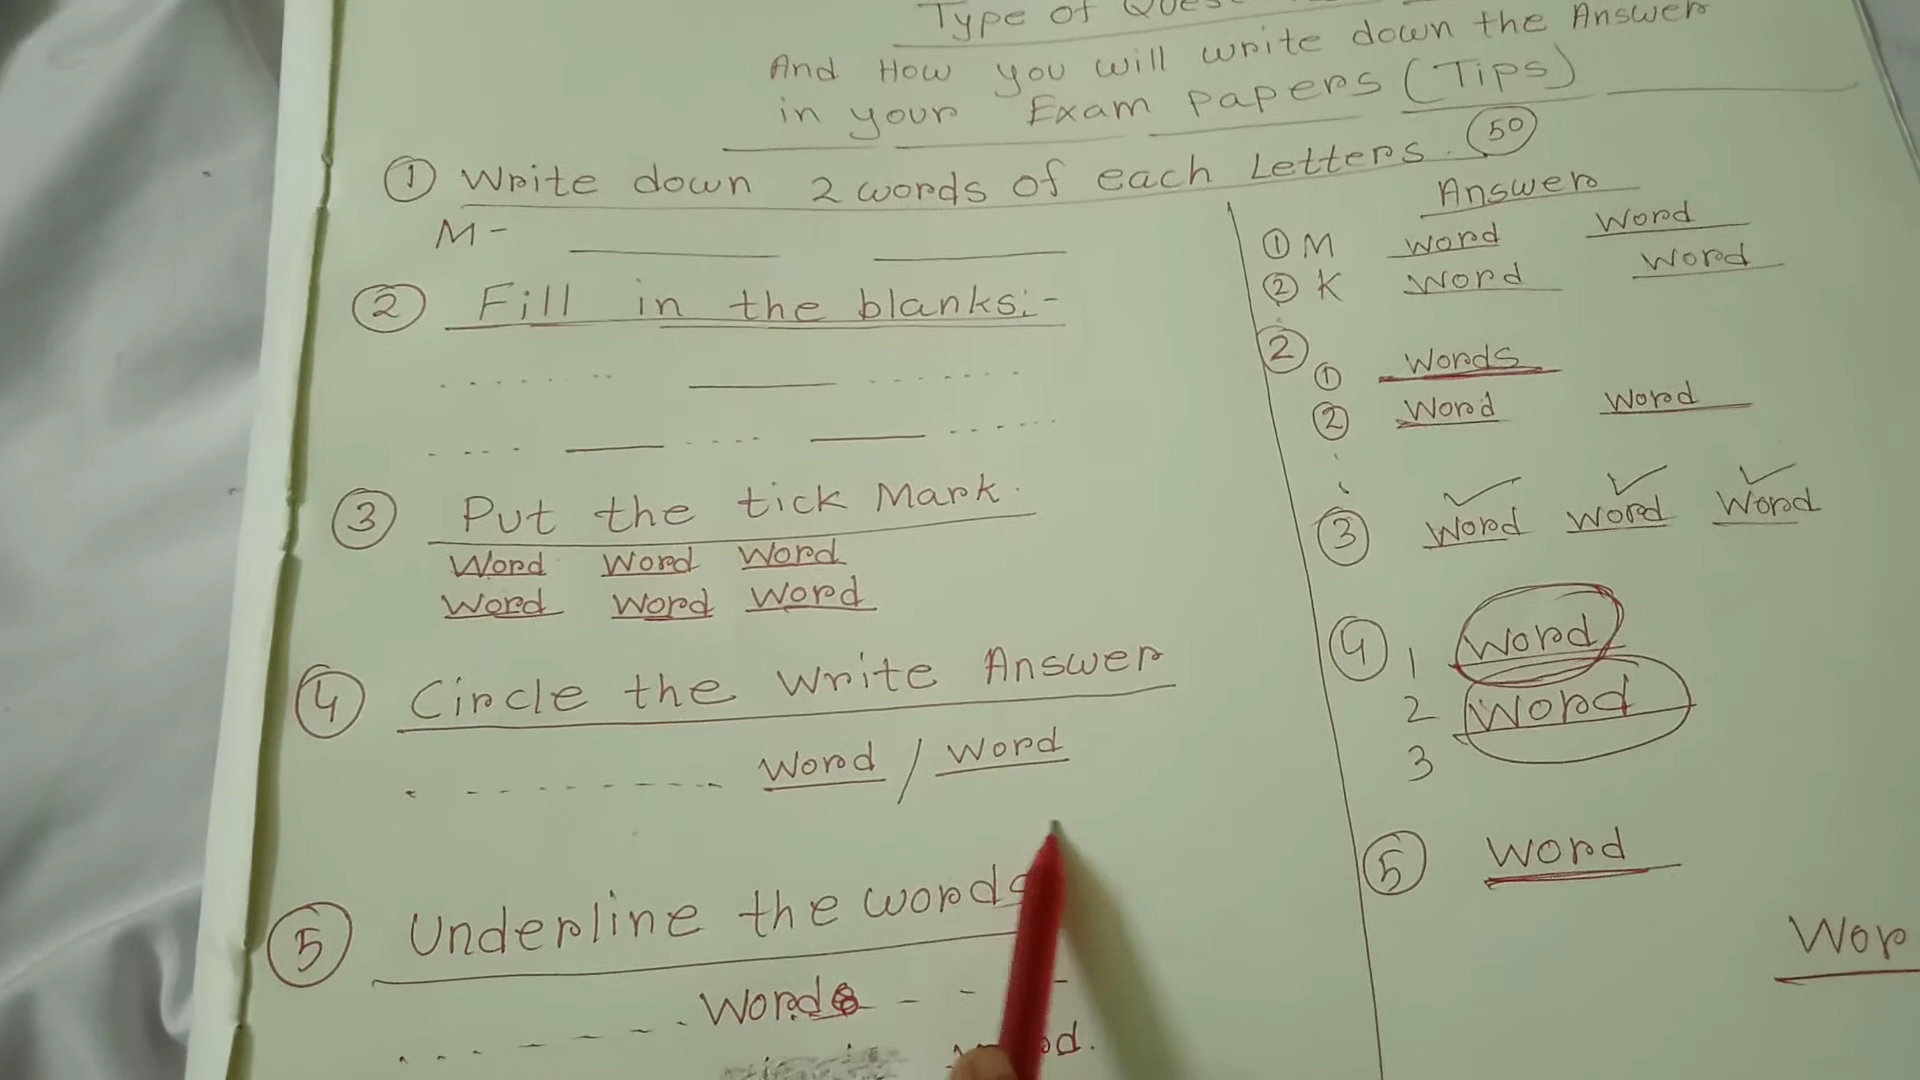 Type of
And How you will write down the Answer
in your Exam papers (Tips)
① Write down 2 words of each Letters. 50
M -
② Fill in the blanks:-
③ Put the tick Mark.
Word Word Word
Word Word Word
④ Circle the Write Answer
Word / Word
⑤ Underline the words
Words
Answer
① M Word Word
② K Word Word
②
① Words
② Word Word
③ Word Word Word
④ 1 Word
2 Word
3
⑤ Word